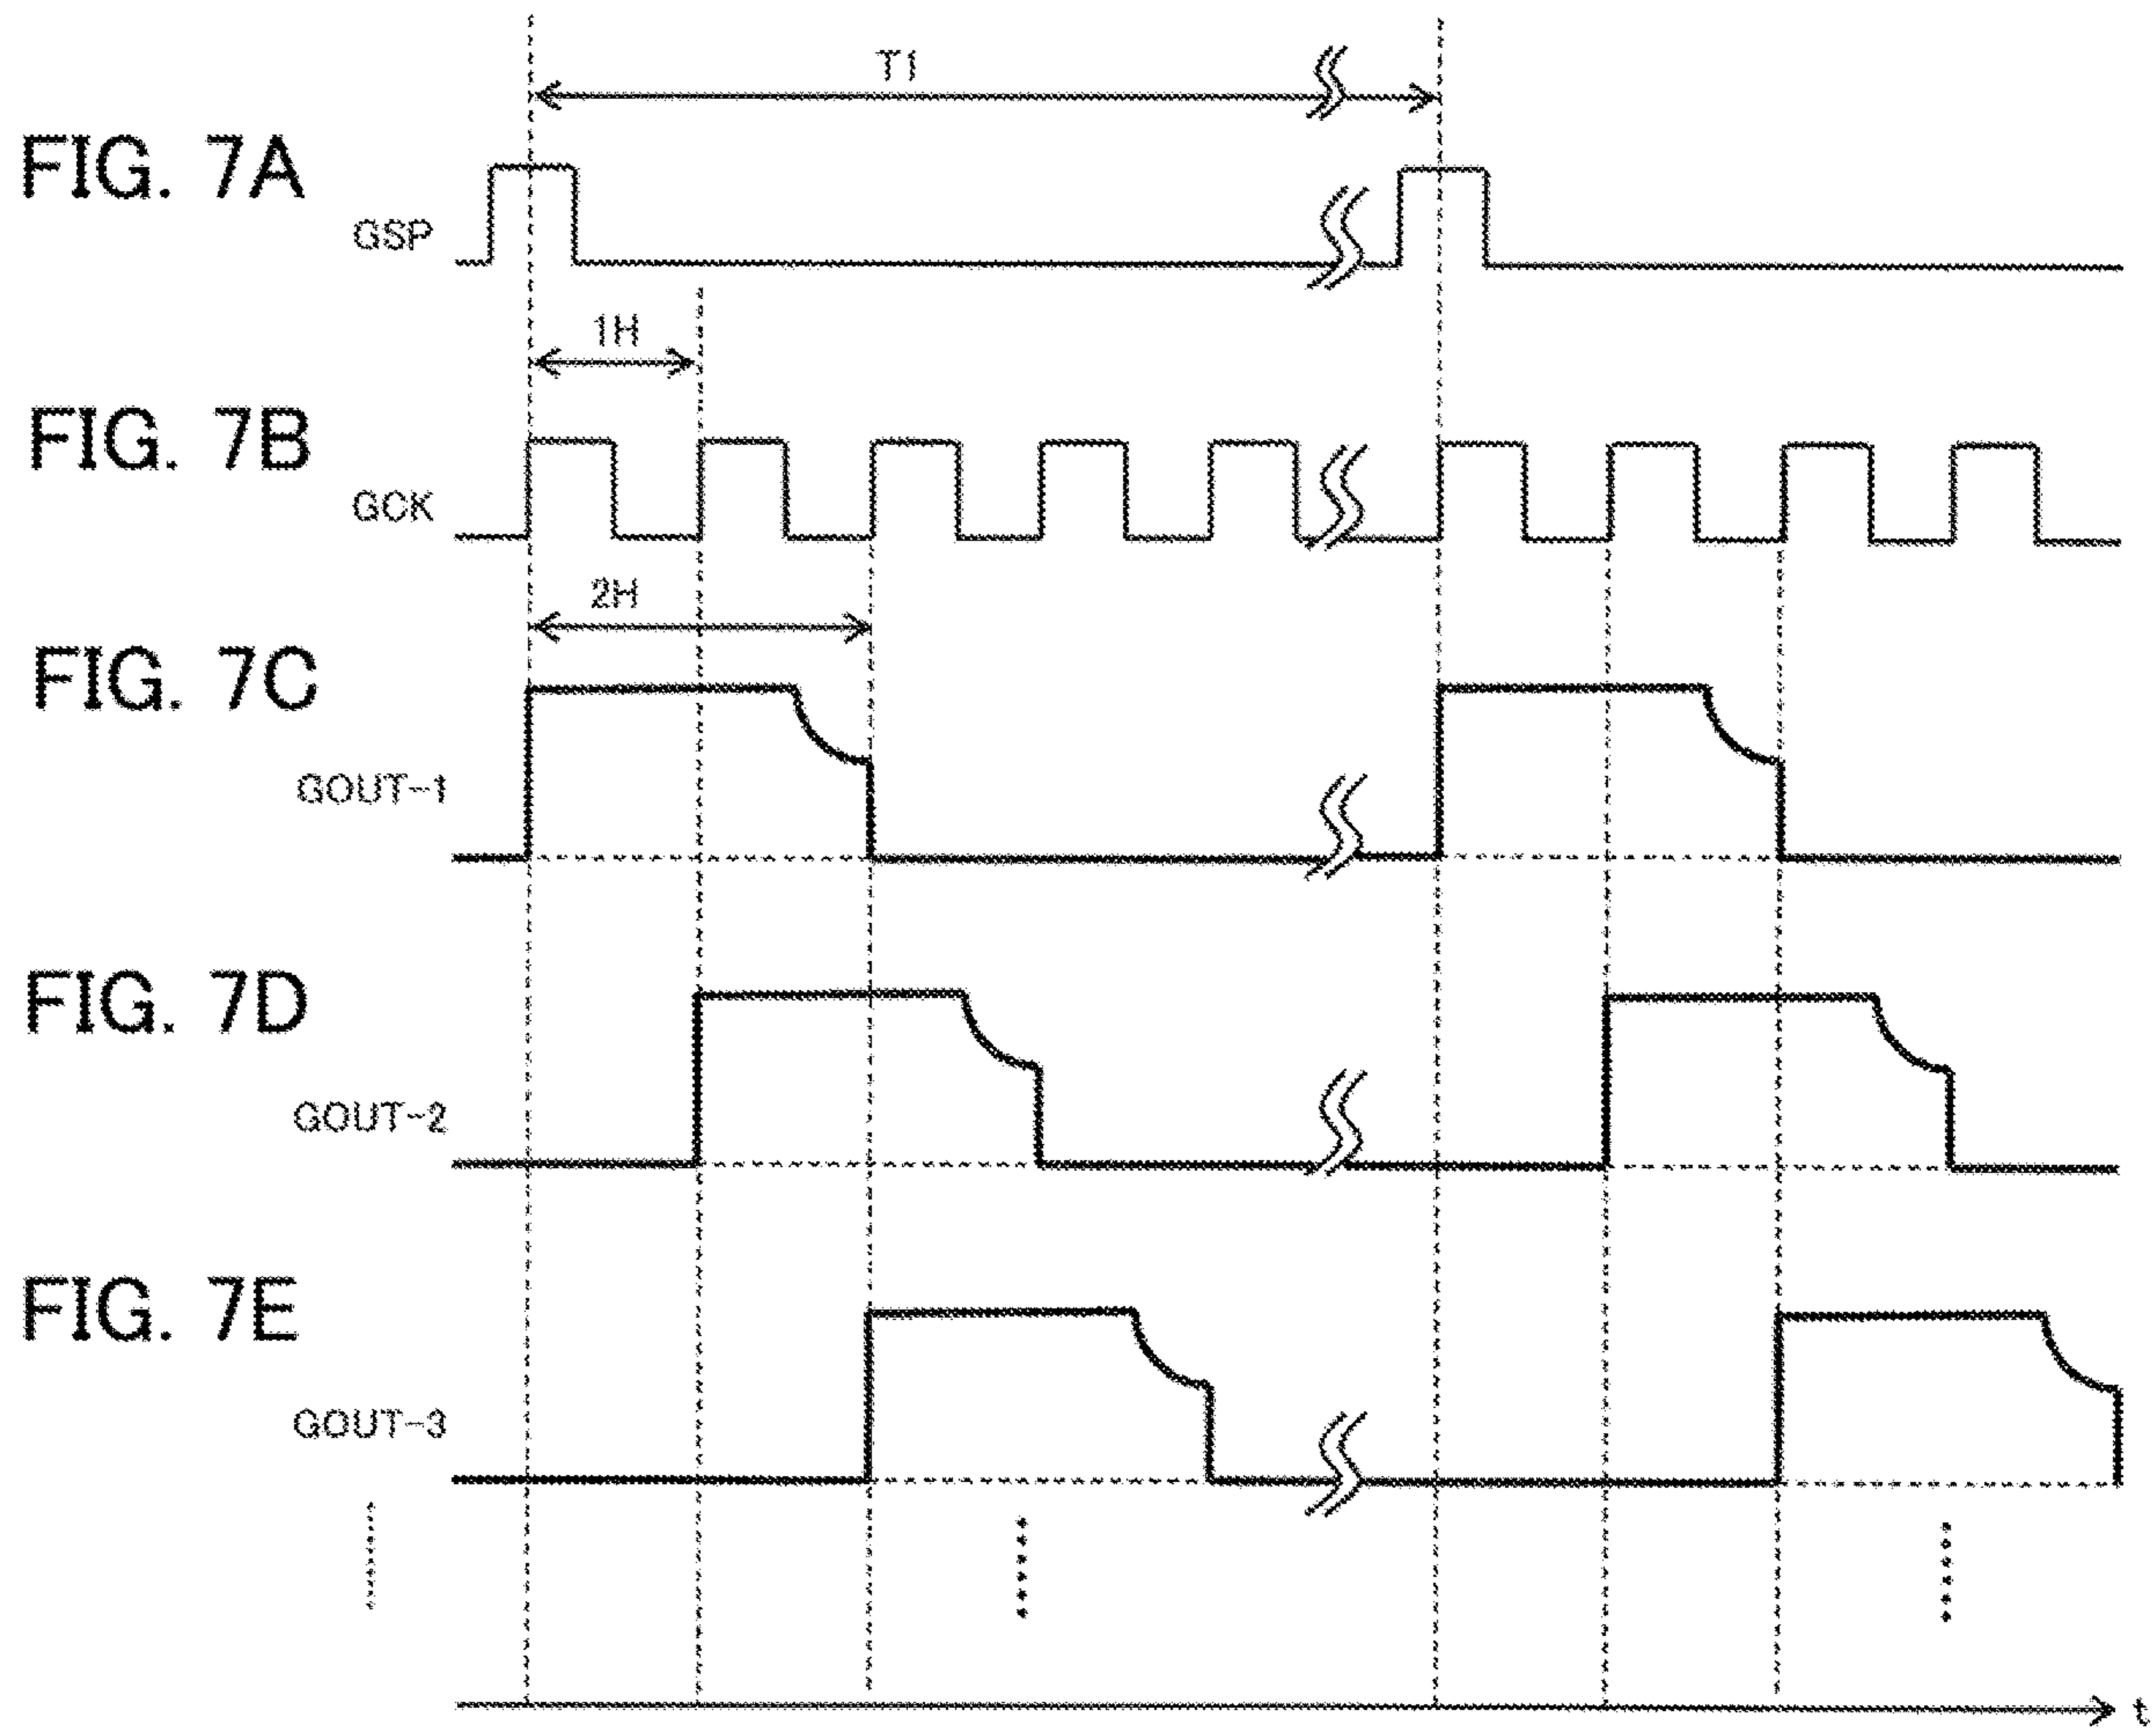 T1
FIG. 7A
GSP
1H
FIG. 7B
GCK
2H
FIG. 7C
GOUT-1
FIG. 7D
GOUT-2
FIG. 7E
GOUT-3
t